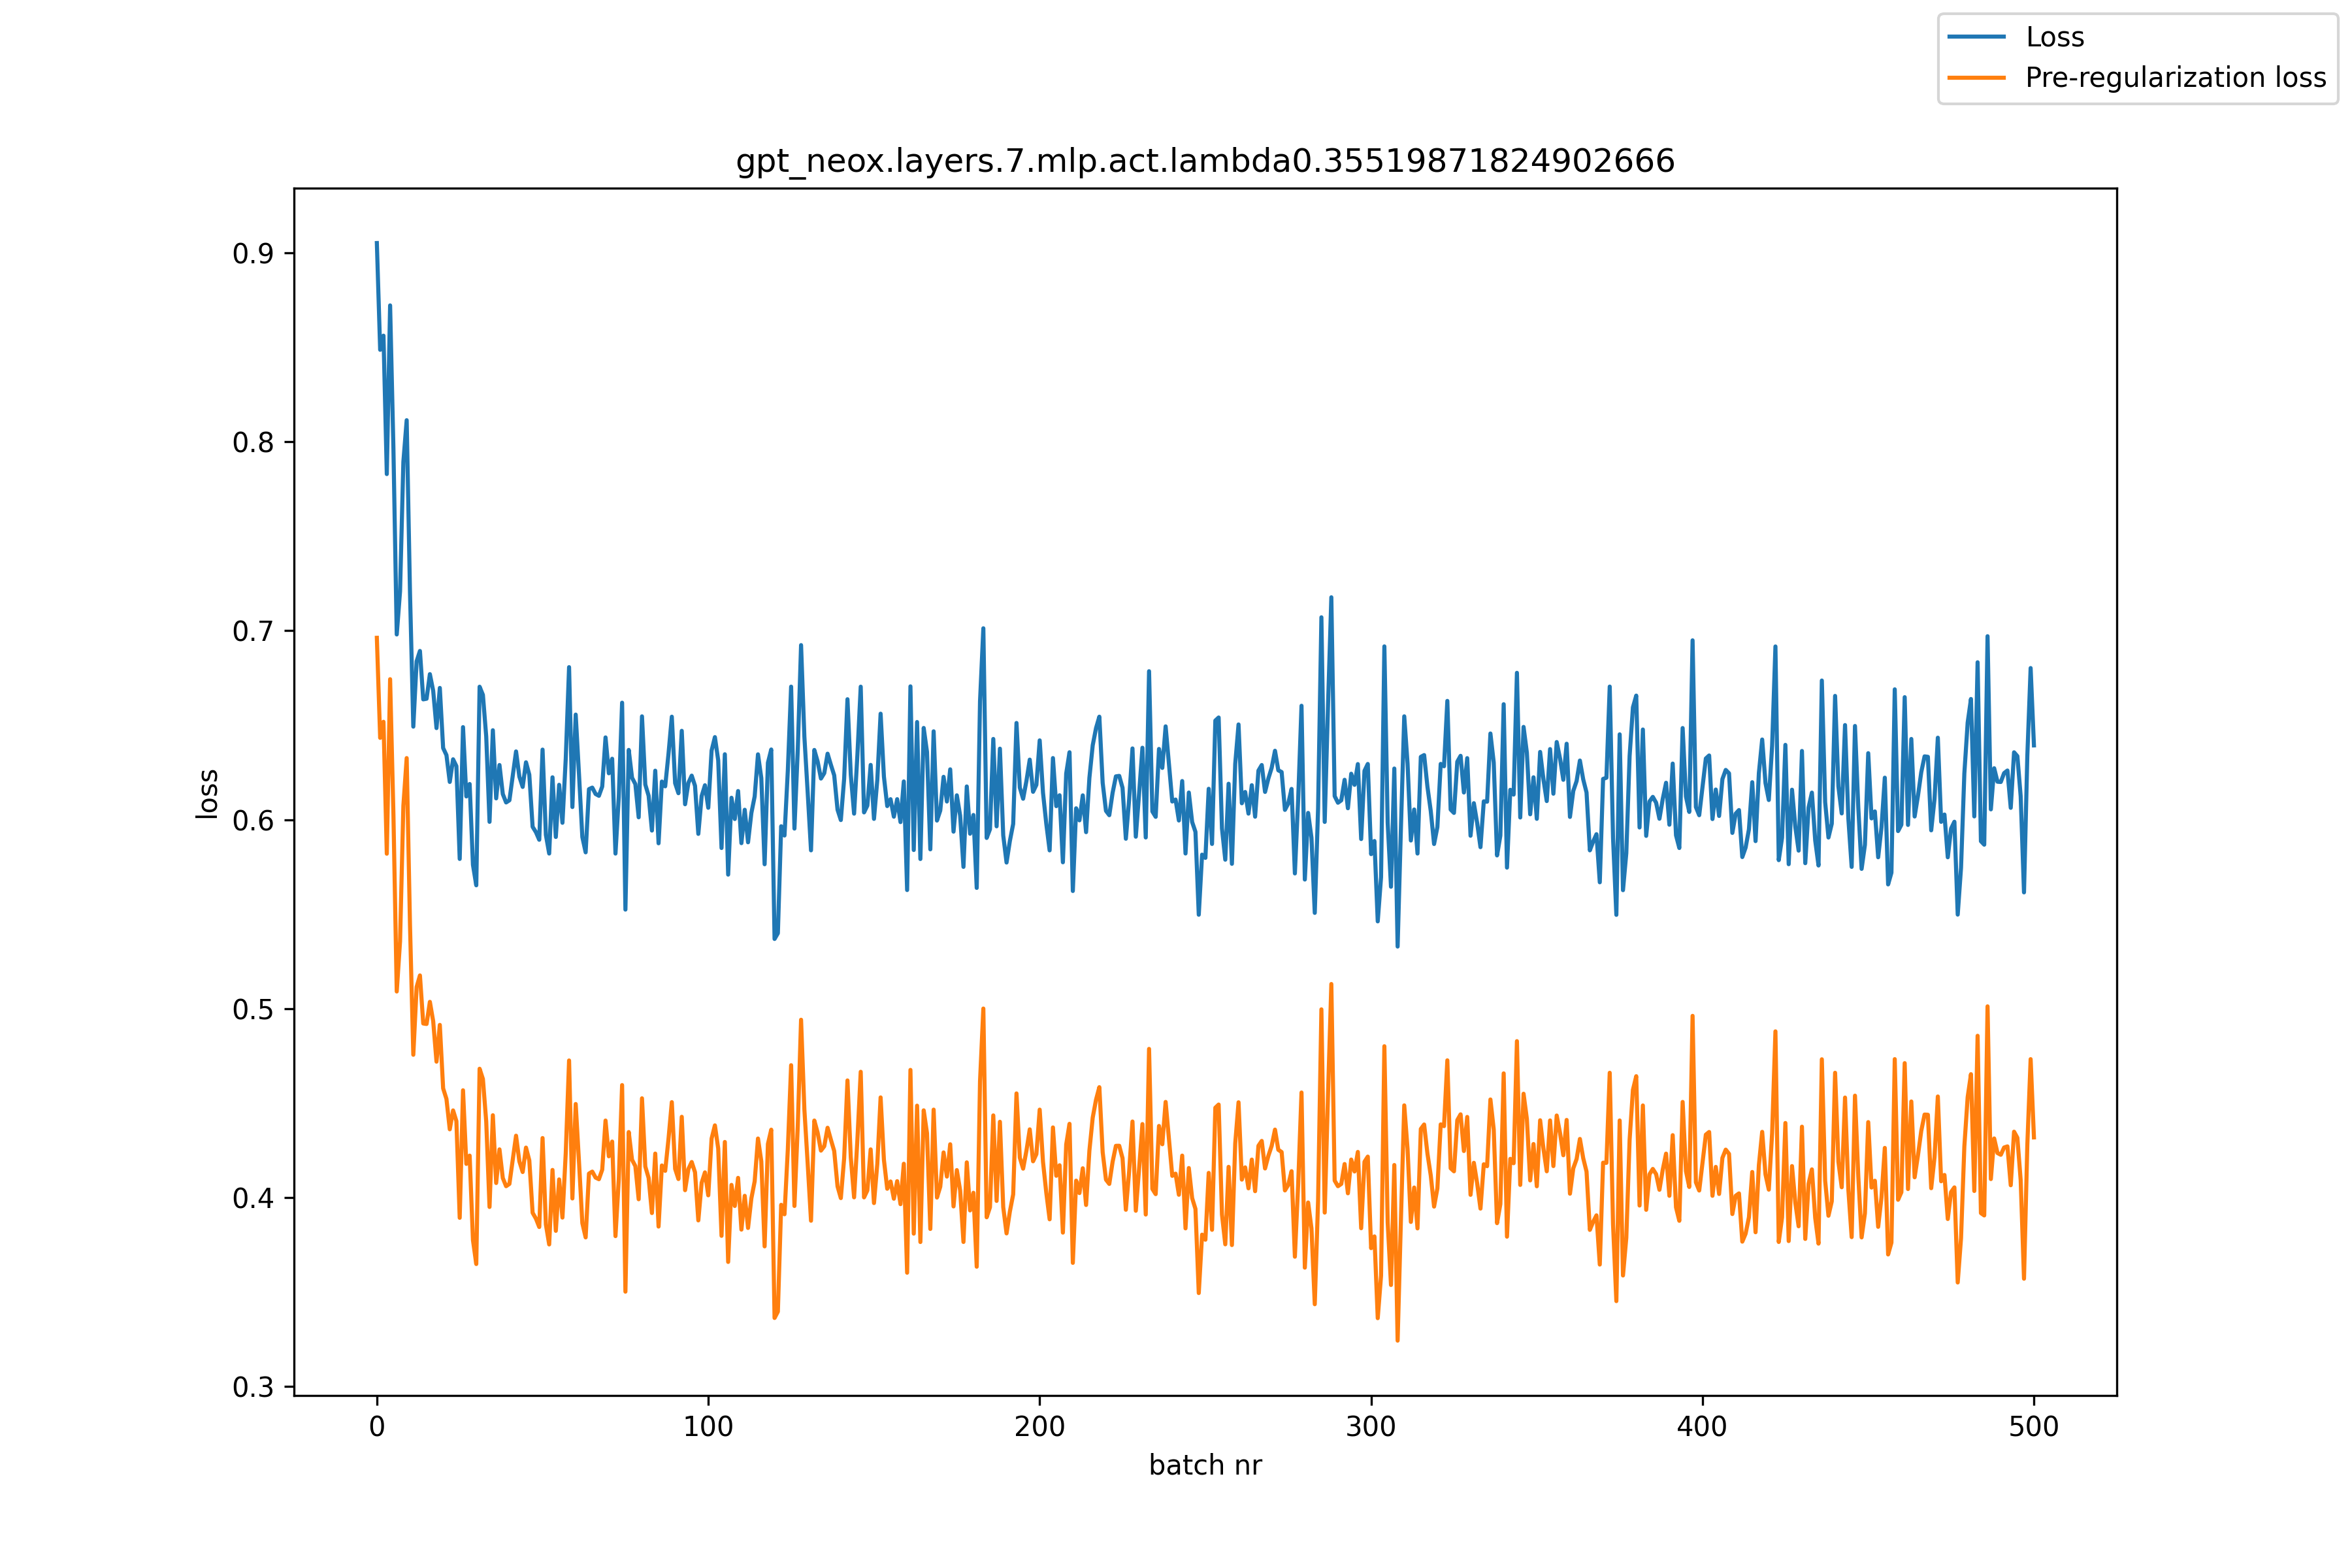 Loss
Pre-regularization loss
gpt_neox.layers.7.mlp.act.lambda0.35519871824902666
0.9
0.8
0.7
0.6
0.5
0.4
0.3
loss
0 100 200 300 400 500
batch nr